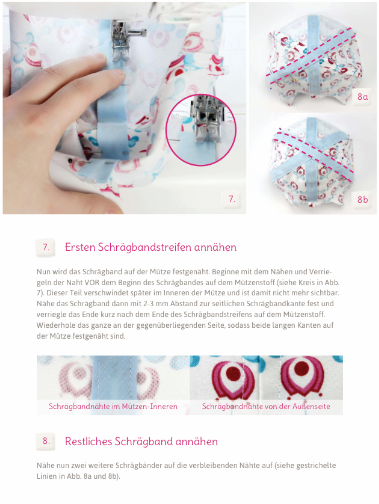 7.
8a
8b
7. Ersten Schrägbandstreifen annähen
Nun wird das Schrägband auf der Mütze festgenäht. Beginne mit dem Nähen und Verrie-
geln der Naht VOR dem Beginn des Schrägbandes auf dem Mützenstoff (siehe Kreis in Abb.
7). Dieser Teil verschwindet später im Inneren der Mütze und ist damit nicht mehr sichtbar.
Nähe das Schrägband dann mit 2-3 mm Abstand zur seitlichen Schrägbandkante fest und
verriegle das Ende kurz nach dem Ende des Schrägbandstreifens auf dem Mützenstoff.
Wiederhole das ganze an der gegenüberliegenden Seite, sodass beide langen Kanten auf
der Mütze festgenäht sind.
Schrägbandnähte im Mützen-Inneren
Schrägbandnähte von der Außenseite
8. Restliches Schrägband annähen
Nähe nun zwei weitere Schrägbänder auf die verbleibenden Nähte auf (siehe gestrichelte
Linien in Abb. 8a und 8b).